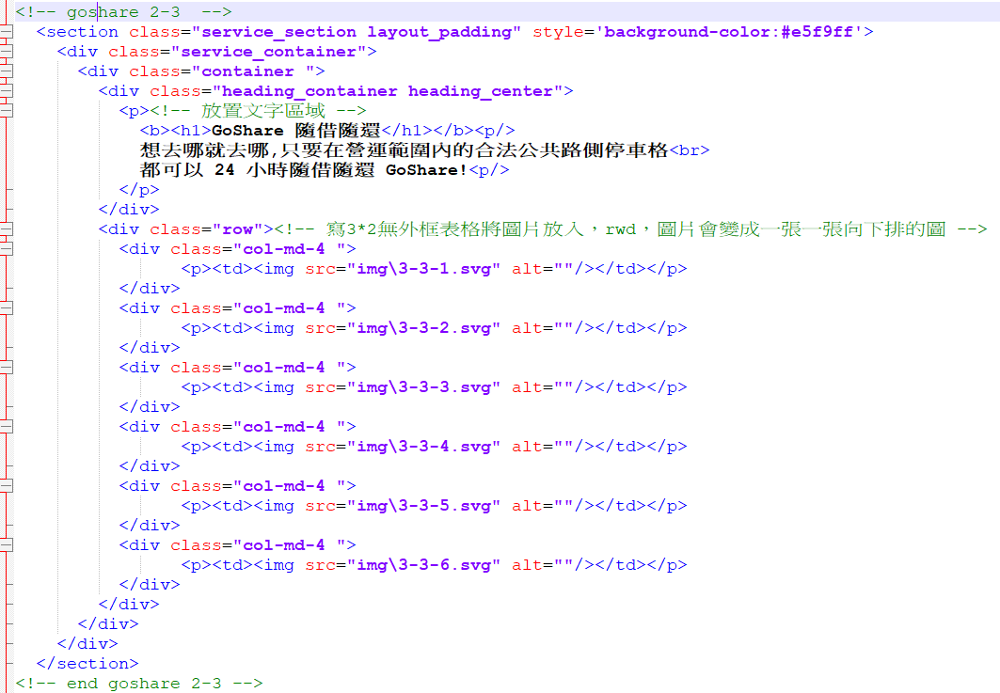 <!-- goshare 2-3  -->
<section class="service_section layout_padding" style='background-color:#e5f9ff'>
<div class="service_container">
<div class="container ">
<div class="heading_container heading_center">
<p><!-- 放置文字區域 -->
<b><h1>GoShare 隨借隨還</h1></b><p/>
想去哪就去哪,只要在營運範圍內的合法公共路側停車格<br>
都可以 24 小時隨借隨還 GoShare!<p/>
</p>
</div>
<div class="row"><!-- 寫3*2無外框表格將圖片放入，rwd，圖片會變成一張一張向下排的圖 -->
<div class="col-md-4 ">
<p><td><img src="img\3-3-1.svg" alt=""/></td></p>
</div>
<div class="col-md-4 ">
<p><td><img src="img\3-3-2.svg" alt=""/></td></p>
</div>
<div class="col-md-4 ">
<p><td><img src="img\3-3-3.svg" alt=""/></td></p>
</div>
<div class="col-md-4 ">
<p><td><img src="img\3-3-4.svg" alt=""/></td></p>
</div>
<div class="col-md-4 ">
<p><td><img src="img\3-3-5.svg" alt=""/></td></p>
</div>
<div class="col-md-4 ">
<p><td><img src="img\3-3-6.svg" alt=""/></td></p>
</div>
</div>
</div>
</div>
</section>
<!-- end goshare 2-3 -->